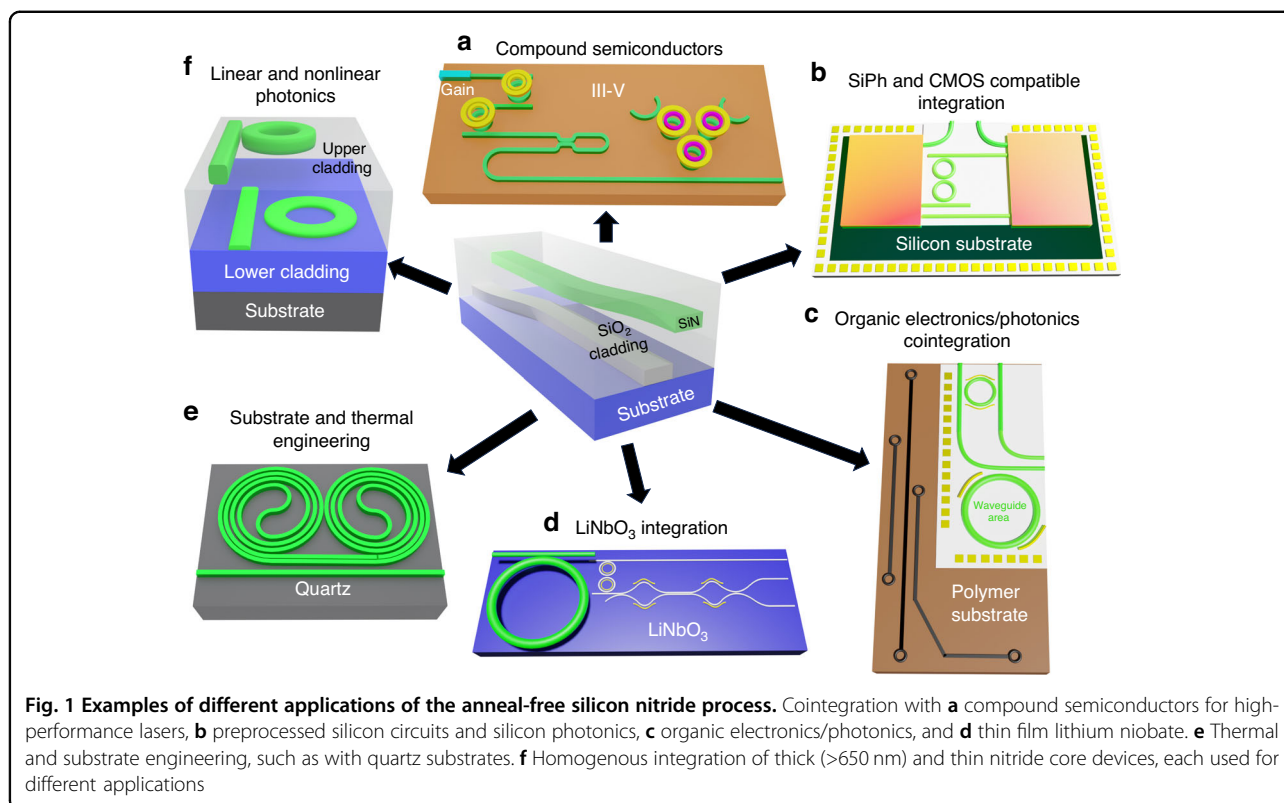 a
Compound semiconductors
Gain
III-V
b
SiPh and CMOS compatible
integration
Silicon substrate
f
Linear and nonlinear
photonics
Upper
cladding
Lower cladding
Substrate
SiN
SiO2
cladding
Substrate
c
Organic electronics/photonics
cointegration
Waveguide
area
Polymer
substrate
e
Substrate and thermal
engineering
Quartz
d
LiNbO3 integration
LiNbO3
Fig. 1 Examples of different applications of the anneal-free silicon nitride process. Cointegration with a compound semiconductors for high-
performance lasers, b preprocessed silicon circuits and silicon photonics, c organic electronics/photonics, and d thin film lithium niobate. e Thermal
and substrate engineering, such as with quartz substrates. f Homogenous integration of thick (>650 nm) and thin nitride core devices, each used for
different applications